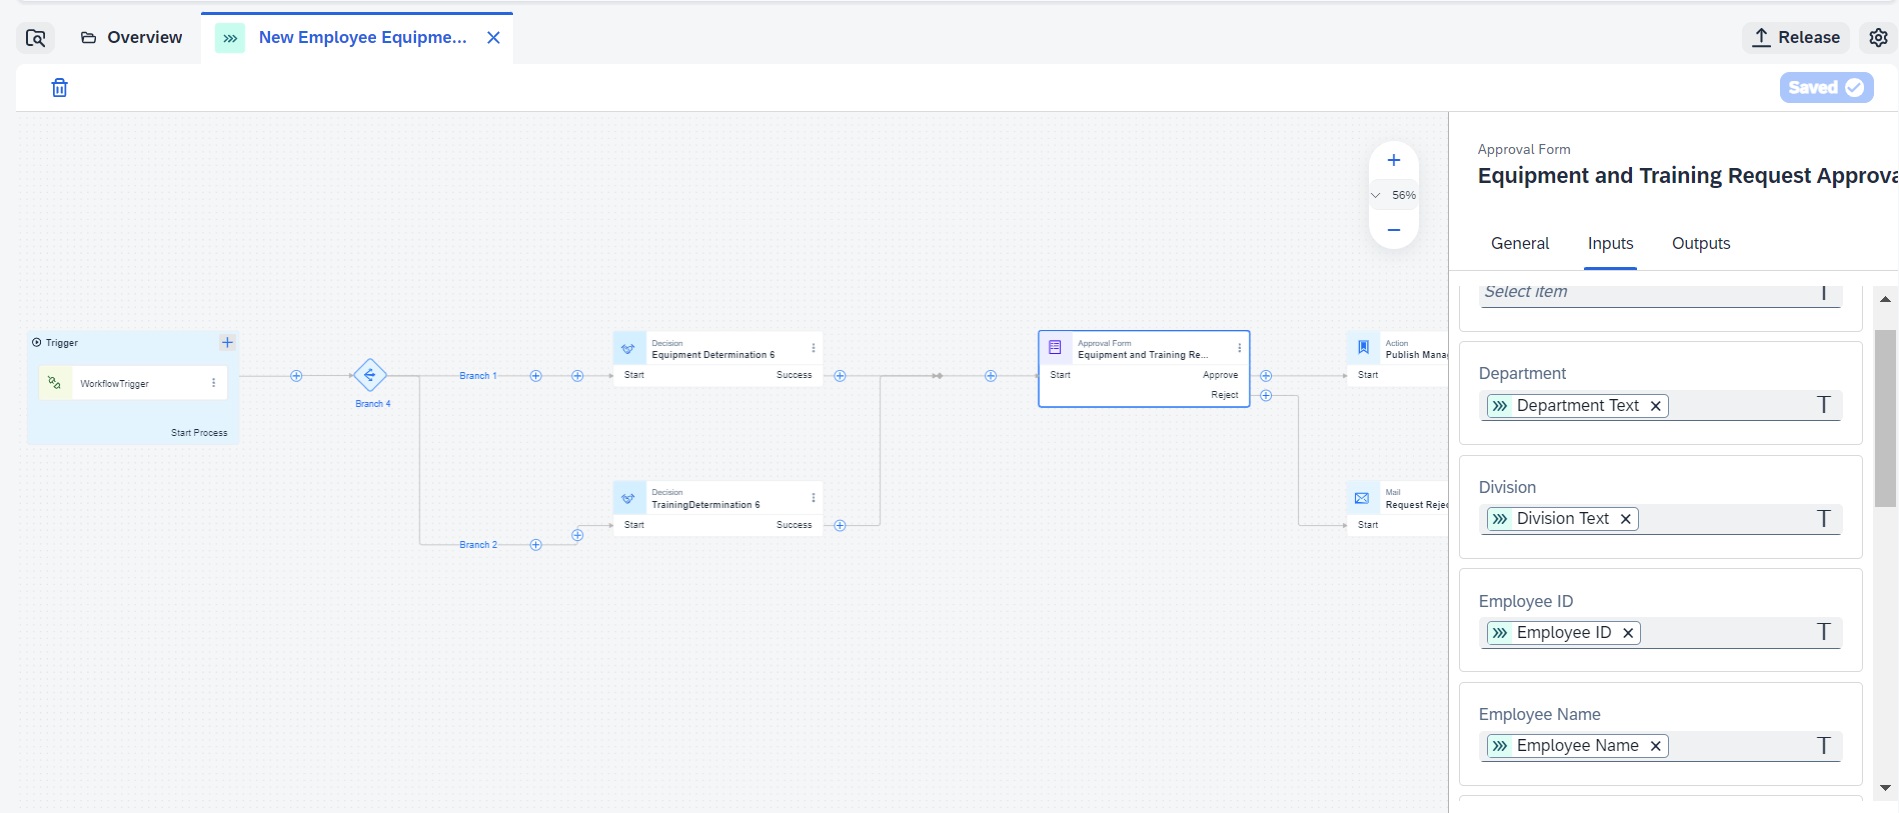 Overview
New Employee Equipme...
Release
Saved
56%
Trigger
WorkflowTrigger
Start Process
Branch 4
Branch 1
Branch 2
Decision
Equipment Determination 6
Start
Success
Decision
TrainingDetermination 6
Start
Success
Approval Form
Equipment and Training Re...
Start
Approve
Reject
Action
Publish Mana
Start
Mail
Request Rejec
Start
Approval Form
Equipment and Training Request Approva
General
Inputs
Outputs
Select item
Department
Department Text
Division
Division Text
Employee ID
Employee ID
Employee Name
Employee Name